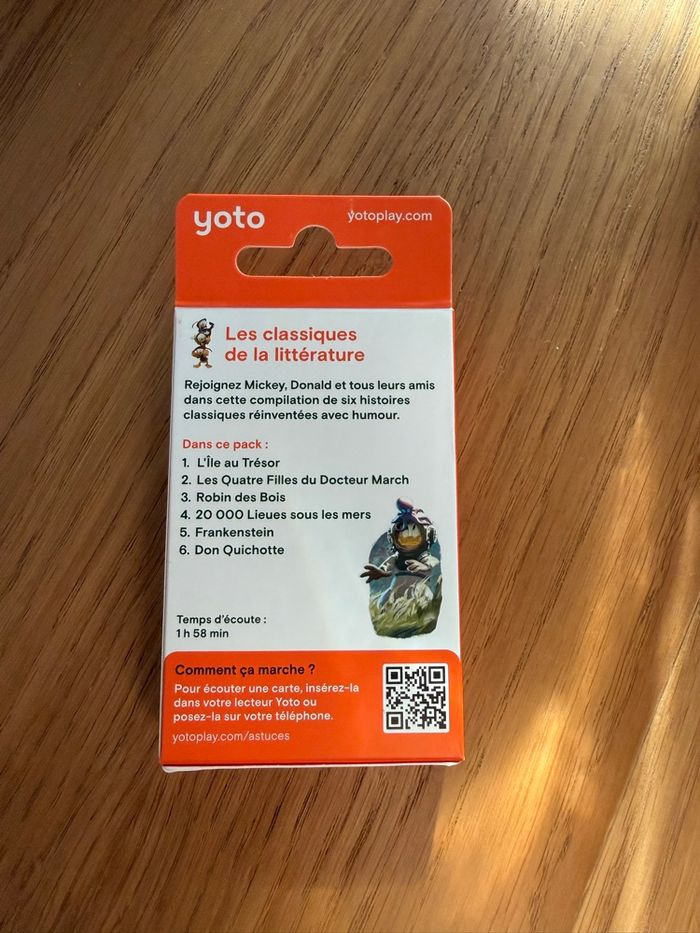 yoto
yotoplay.com
Les classiques
de la littérature
Rejoignez Mickey, Donald et tous leurs amis
dans cette compilation de six histoires
classiques réinventées avec humour.
Dans ce pack :
1. L'Île au Trésor
2. Les Quatre Filles du Docteur March
3. Robin des Bois
4. 20 000 Lieues sous les mers
5. Frankenstein
6. Don Quichotte
Temps d'écoute :
1 h 58 min
Comment ça marche ?
Pour écouter une carte, insérez-la
dans votre lecteur Yoto ou
posez-la sur votre téléphone.
yotoplay.com/astuces